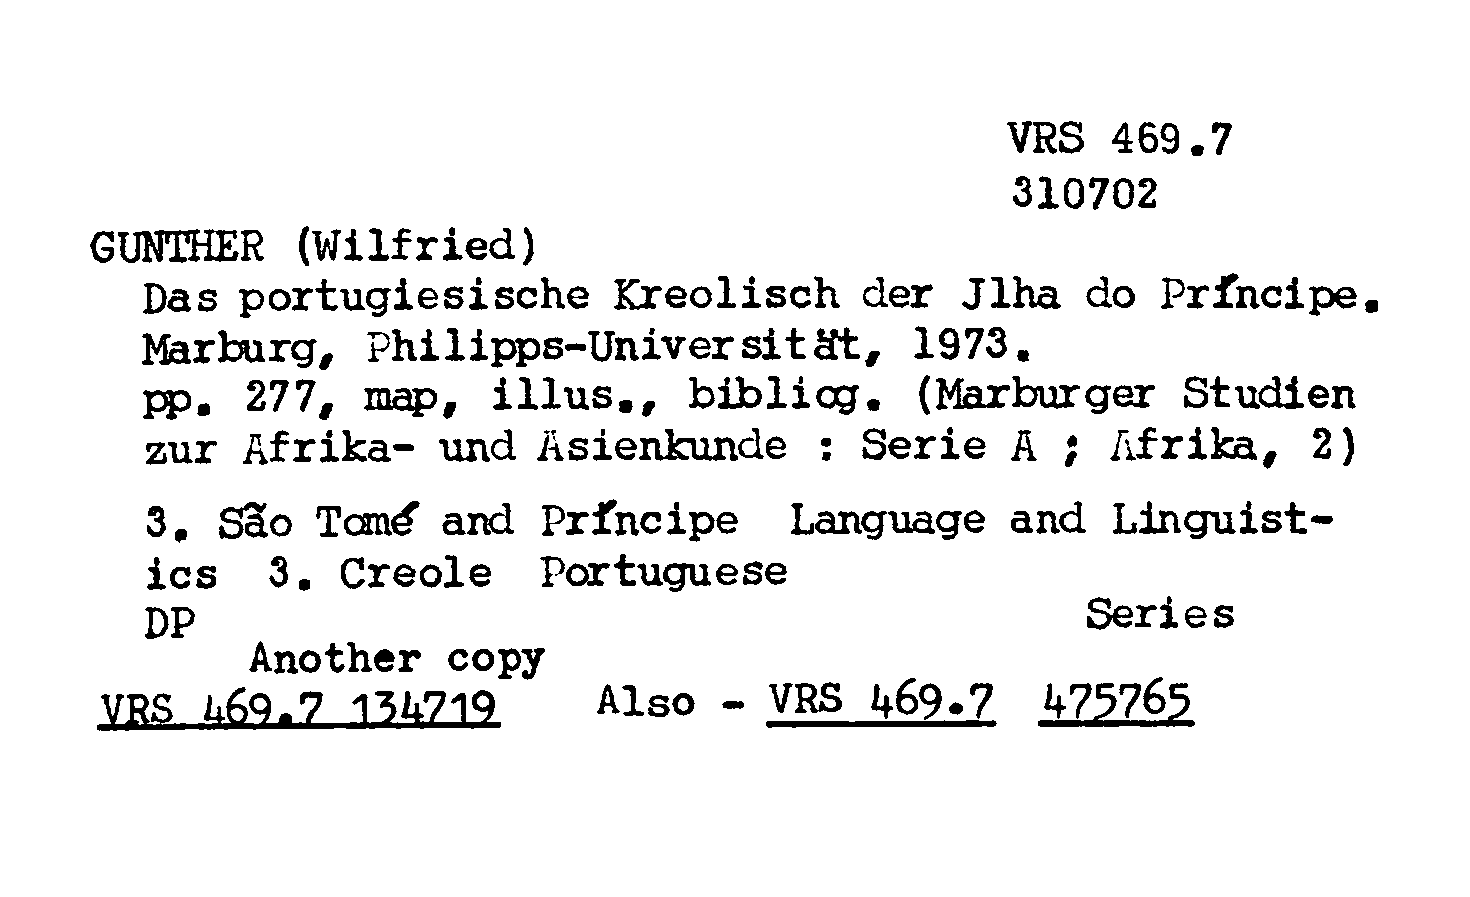 VRS 469.7
310702
GUNTHER (Wilfried)
Das portugiesische Kreolisch der Jlha do Príncipe.
Marburg, Philipps-Universität, 1973.
pp. 277, map, illus., bibliog. (Marburger Studien
zur Afrika- und Asienkunde : Serie A ; Afrika, 2)
3. São Tomé and Príncipe Language and Linguist-
ics 3. Creole Portuguese
DP Series
Another copy
VRS 469.7 134719 Also - VRS 469.7 475765